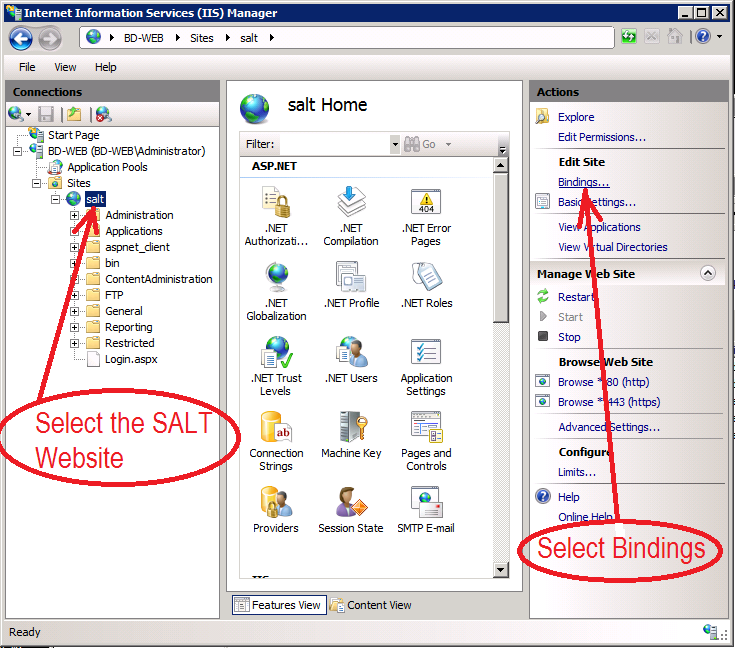 Internet Information Services (IIS) Manager
BD-WEB Sites salt
File View Help
Connections
Start Page
BD-WEB (BD-WEB\Administrator)
Application Pools
Sites
salt
Administration
Applications
aspnet_client
bin
ContentAdministration
FTP
General
Reporting
Restricted
Login.aspx
Select the SALT
Website
salt Home
Filter: Go
ASP.NET
.NET Authorizati... .NET Compilation .NET Error Pages
404
.NET Globalization .NET Profile .NET Roles
.NET Trust Levels .NET Users Application Settings
ab
Connection Strings Machine Key Pages and Controls
Providers Session State SMTP E-mail
Features View Content View
Actions
Explore
Edit Permissions...
Edit Site
Bindings...
Basic Settings...
View Applications
View Virtual Directories
Manage Web Site
Restart
Start
Stop
Browse Web Site
Browse *:80 (http)
Browse *:443 (https)
Advanced Settings...
Configure
Limits...
Help
Online Help
Select Bindings
Ready